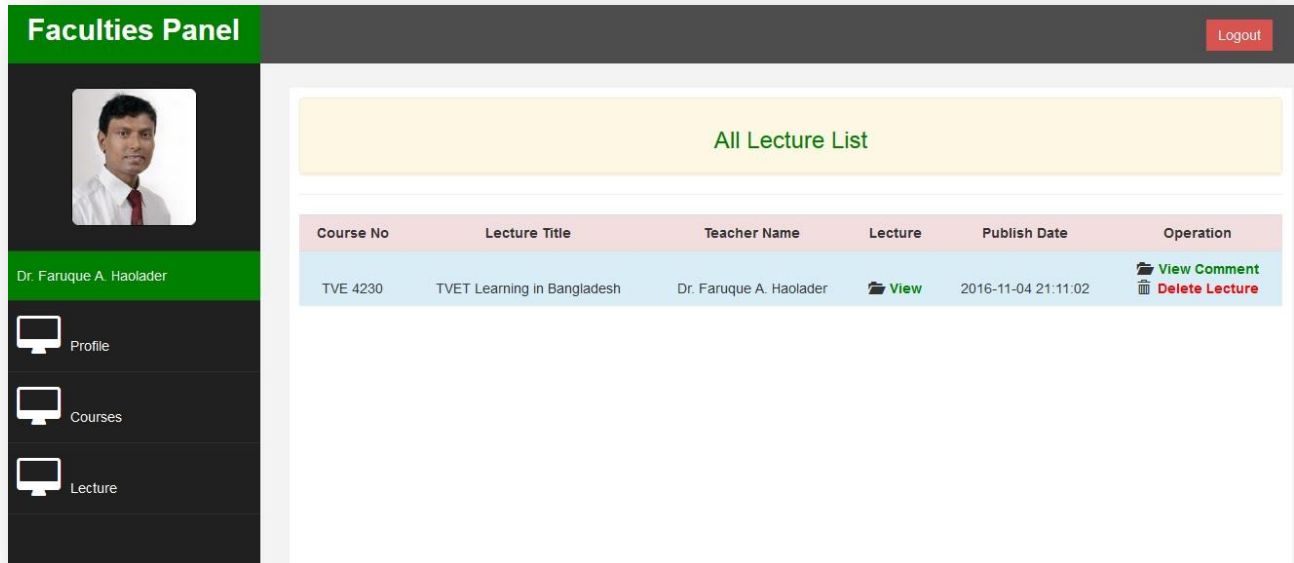 Faculties Panel
Logout
Dr. Faruque A. Haolader
Profile
Courses
Lecture
All Lecture List
Course No Lecture Title Teacher Name Lecture Publish Date Operation
TVE 4230 TVET Learning in Bangladesh Dr. Faruque A. Haolader View 2016-11-04 21:11:02 View Comment
Delete Lecture